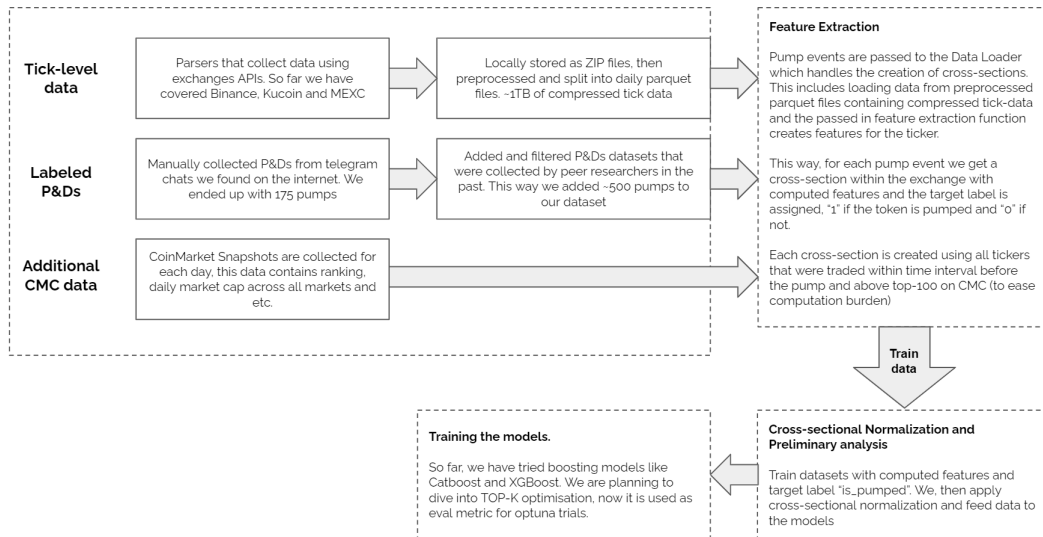 Tick-level
data
Parsers that collect data using
exchanges APIs. So far we have
covered Binance, Kucoin and MEXC
Locally stored as ZIP files, then
preprocessed and split into daily parquet
files. ~1TB of compressed tick data
Labeled
P&Ds
Manually collected P&Ds from telegram
chats we found on the internet. We
ended up with 175 pumps
Added and filtered P&Ds datasets that
were collected by peer researchers in the
past. This way we added ~500 pumps to
our dataset
Additional
CMC data
CoinMarket Snapshots are collected for
each day, this data contains ranking,
daily market cap across all markets and
etc.
Feature Extraction
Pump events are passed to the Data Loader
which handles the creation of cross-sections.
This includes loading data from preprocessed
parquet files containing compressed tick-data
and the passed in feature extraction function
creates features for the ticker.
This way, for each pump event we get a
cross-section within the exchange with
computed features and the target label is
assigned, “1” if the token is pumped and “0” if
not.
Each cross-section is created using all tickers
that were traded within time interval before
the pump and above top-100 on CMC (to ease
computation burden)
Train
data
Cross-sectional Normalization and
Preliminary analysis
Train datasets with computed features and
target label “is_pumped”. We, then apply
cross-sectional normalization and feed data to
the models
Training the models.
So far, we have tried boosting models like
Catboost and XGBoost. We are planning to
dive into TOP-K optimisation, now it is used as
eval metric for optuna trials.